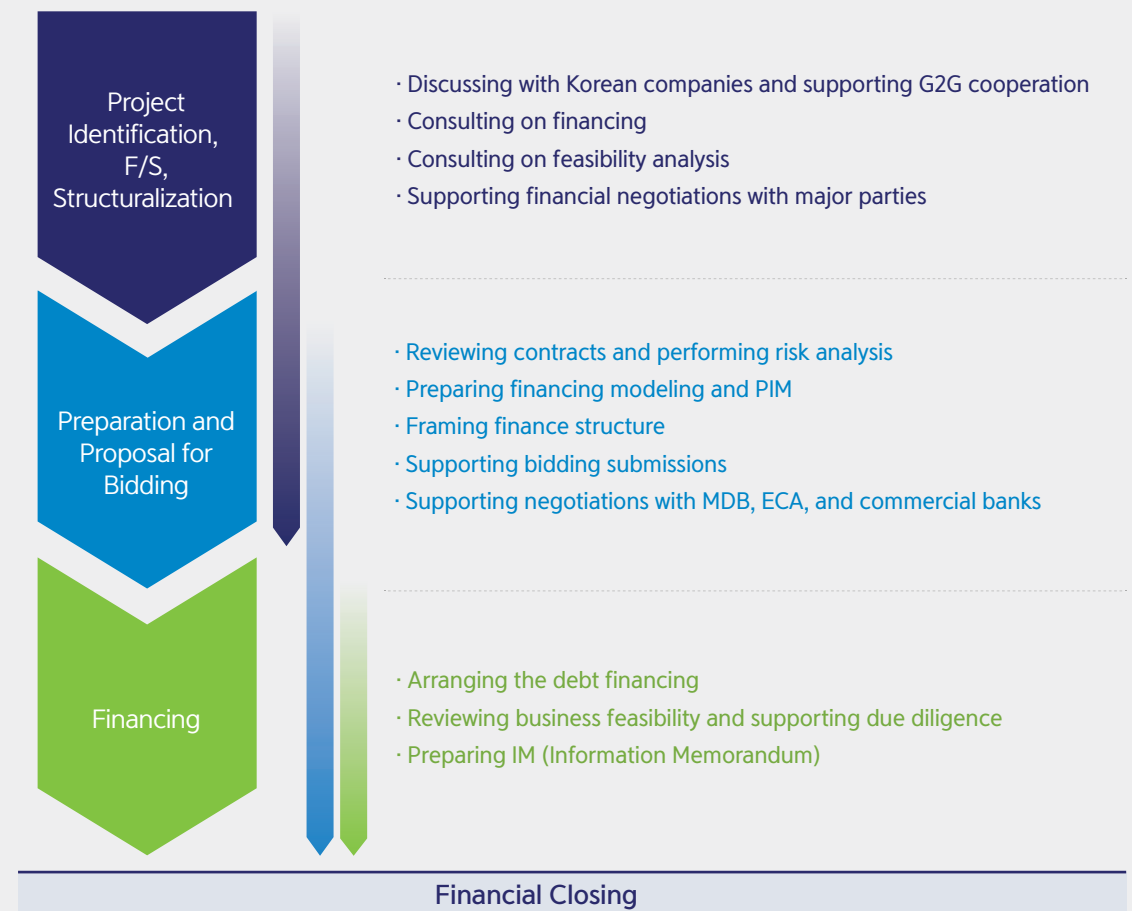 Project
Identification,
F/S,
Structuralization
· Discussing with Korean companies and supporting G2G cooperation
· Consulting on financing
· Consulting on feasibility analysis
· Supporting financial negotiations with major parties
Preparation and
Proposal for
Bidding
· Reviewing contracts and performing risk analysis
· Preparing financing modeling and PIM
· Framing finance structure
· Supporting bidding submissions
· Supporting negotiations with MDB, ECA, and commercial banks
Financing
· Arranging the debt financing
· Reviewing business feasibility and supporting due diligence
· Preparing IM (Information Memorandum)
Financial Closing